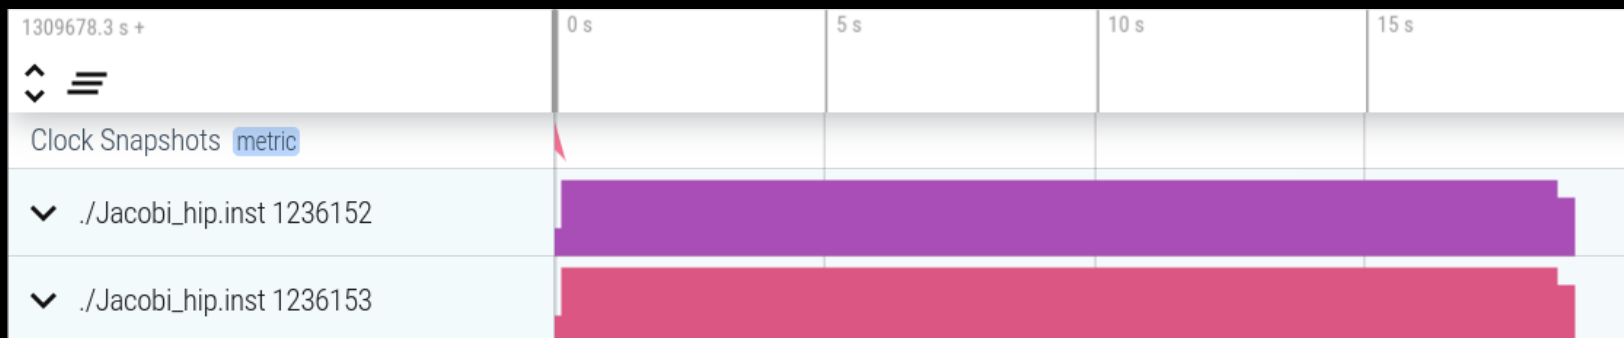 1309678.3 s +
0 s
5 s
10 s
15 s
Clock Snapshots metric
./Jacobi_hip.inst 1236152
./Jacobi_hip.inst 1236153